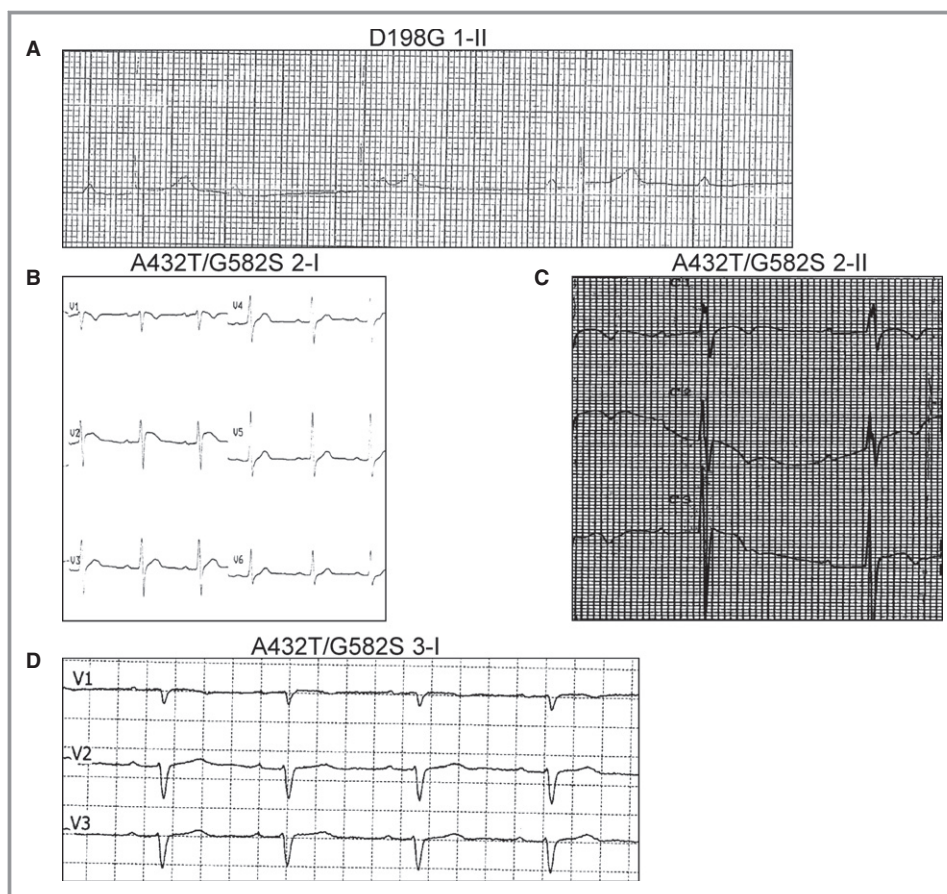 D198G 1-II
A
A432T/G582S 2-I
B
V1
V4
V2
V5
V3
V6
A432T/G582S 2-II
C
A432T/G582S 3-I
D
V1
V2
V3